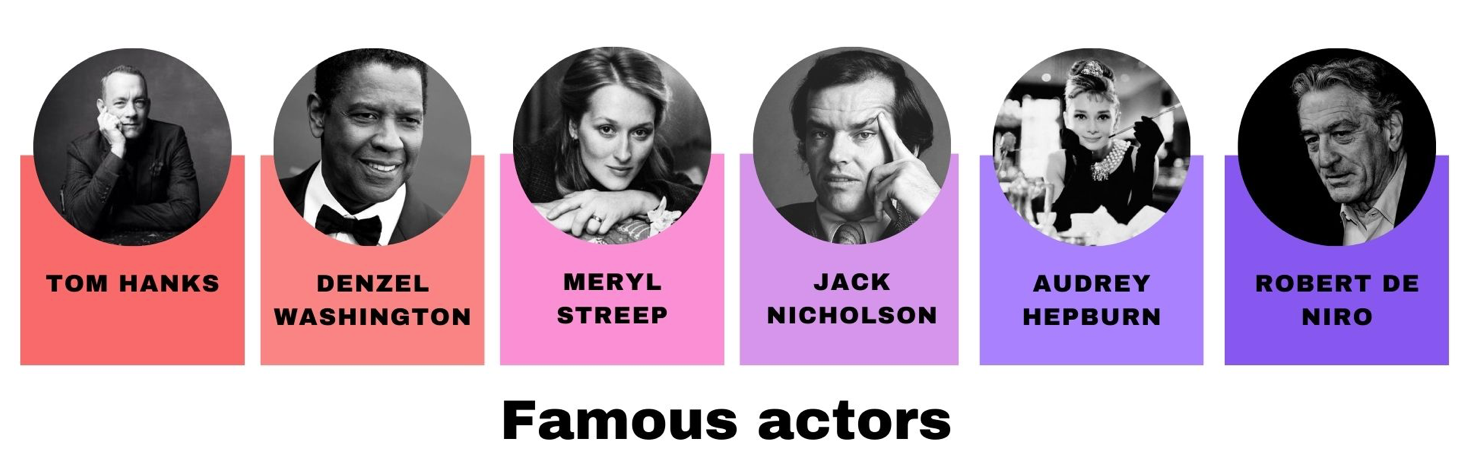 TOM HANKS
DENZEL
WASHINGTON
MERYL
STREEP
JACK
NICHOLSON
AUDREY
HEPBURN
ROBERT DE
NIRO
Famous actors